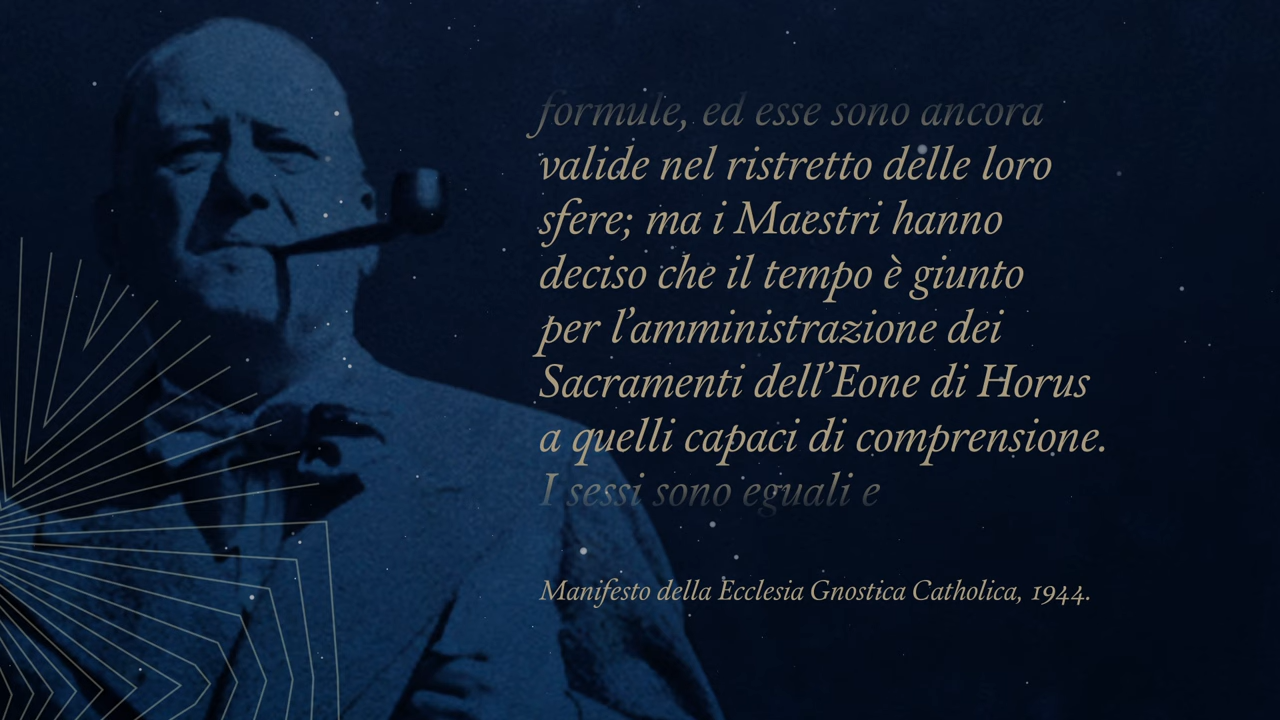 formule, ed esse sono ancora
valide nel ristretto delle loro
sfere; ma i Maestri hanno
deciso che il tempo è giunto
per l’amministrazione dei
Sacramenti dell’Eone di Horus
a quelli capaci di comprensione.
I sessi sono eguali e
Manifesto della Ecclesia Gnostica Catholica, 1944.